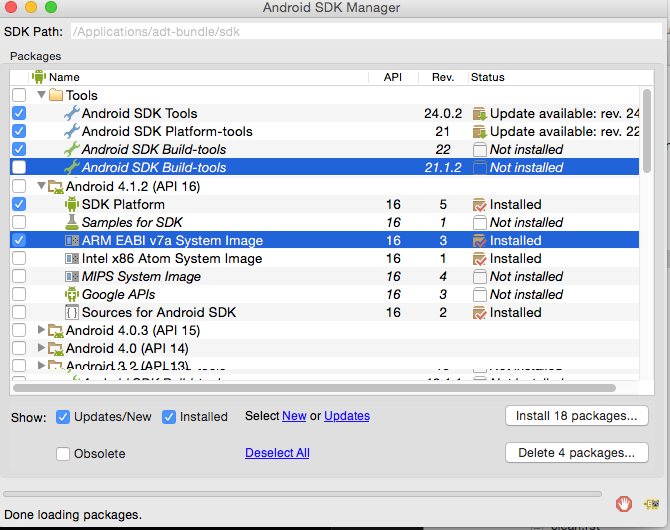 Android SDK Manager
SDK Path: /Applications/adt-bundle/sdk
Packages
Name API Rev. Status
Tools
Android SDK Tools 24.0.2 Update available: rev. 24
Android SDK Platform-tools 21 Update available: rev. 22
Android SDK Build-tools 22 Not installed
Android SDK Build-tools 21.1.2 Not installed
Android 4.1.2 (API 16)
SDK Platform 16 5 Installed
Samples for SDK 16 1 Not installed
ARM EABI v7a System Image 16 3 Installed
Intel x86 Atom System Image 16 1 Installed
MIPS System Image 16 4 Not installed
Google APIs 16 3 Not installed
Sources for Android SDK 16 2 Installed
Android 4.0.3 (API 15)
Android 4.0 (API 14)
Android 3.2 (API 13)
Show: Updates/New Installed Select New or Updates Install 18 packages...
Obsolete Deselect All Delete 4 packages...
Done loading packages.